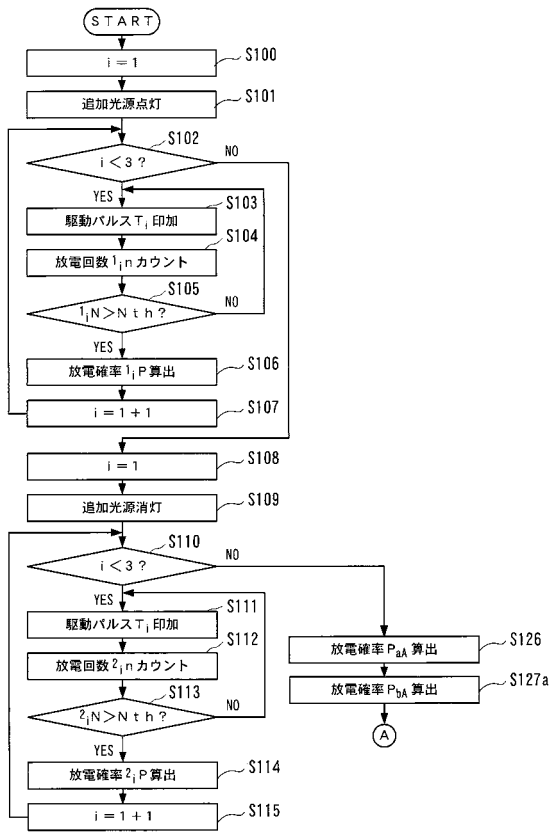 START
i=1
S100
追加光源点灯
S101
S102
i<3?
NO
YES
S103
駆動パルスTi印加
S104
放電回数1inカウント
S105
1iN>Nth?
NO
YES
放電確率1iP算出
S106
i=1+1
S107
i=1
S108
追加光源消灯
S109
S110
i<3?
NO
YES
S111
駆動パルスTi印加
S112
放電回数2inカウント
S113
2iN>Nth?
NO
YES
放電確率2iP算出
S114
i=1+1
S115
放電確率PaA算出
S126
放電確率PbA算出
S127a
A